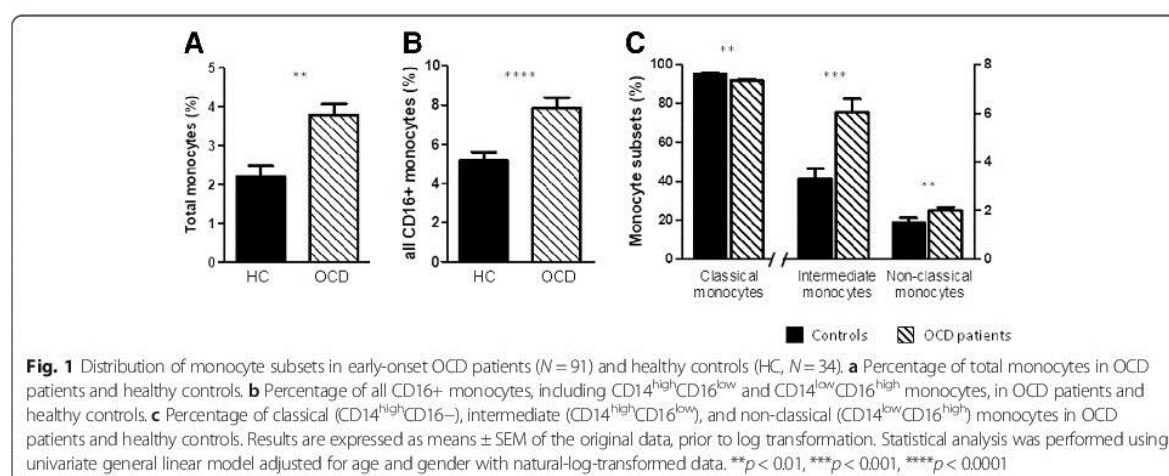 A
B
C
**
****
**
***
**
Total monocytes (%)
5
4
3
2
1
0
HC
OCD
all CD16+ monocytes (%)
10
8
6
4
2
0
HC
OCD
Monocyte subsets (%)
100
80
60
40
20
0
8
6
4
2
0
Classical monocytes
Intermediate monocytes
Non-classical monocytes
Controls
OCD patients
Fig. 1 Distribution of monocyte subsets in early-onset OCD patients (N = 91) and healthy controls (HC, N = 34). a Percentage of total monocytes in OCD
patients and healthy controls. b Percentage of all CD16+ monocytes, including CD14highCD16low and CD14lowCD16high monocytes, in OCD patients and
healthy controls. c Percentage of classical (CD14highCD16−), intermediate (CD14highCD16low), and non-classical (CD14lowCD16high) monocytes in OCD
patients and healthy controls. Results are expressed as means ± SEM of the original data, prior to log transformation. Statistical analysis was performed using
univariate general linear model adjusted for age and gender with natural-log-transformed data. **p < 0.01, ***p < 0.001, ****p < 0.0001